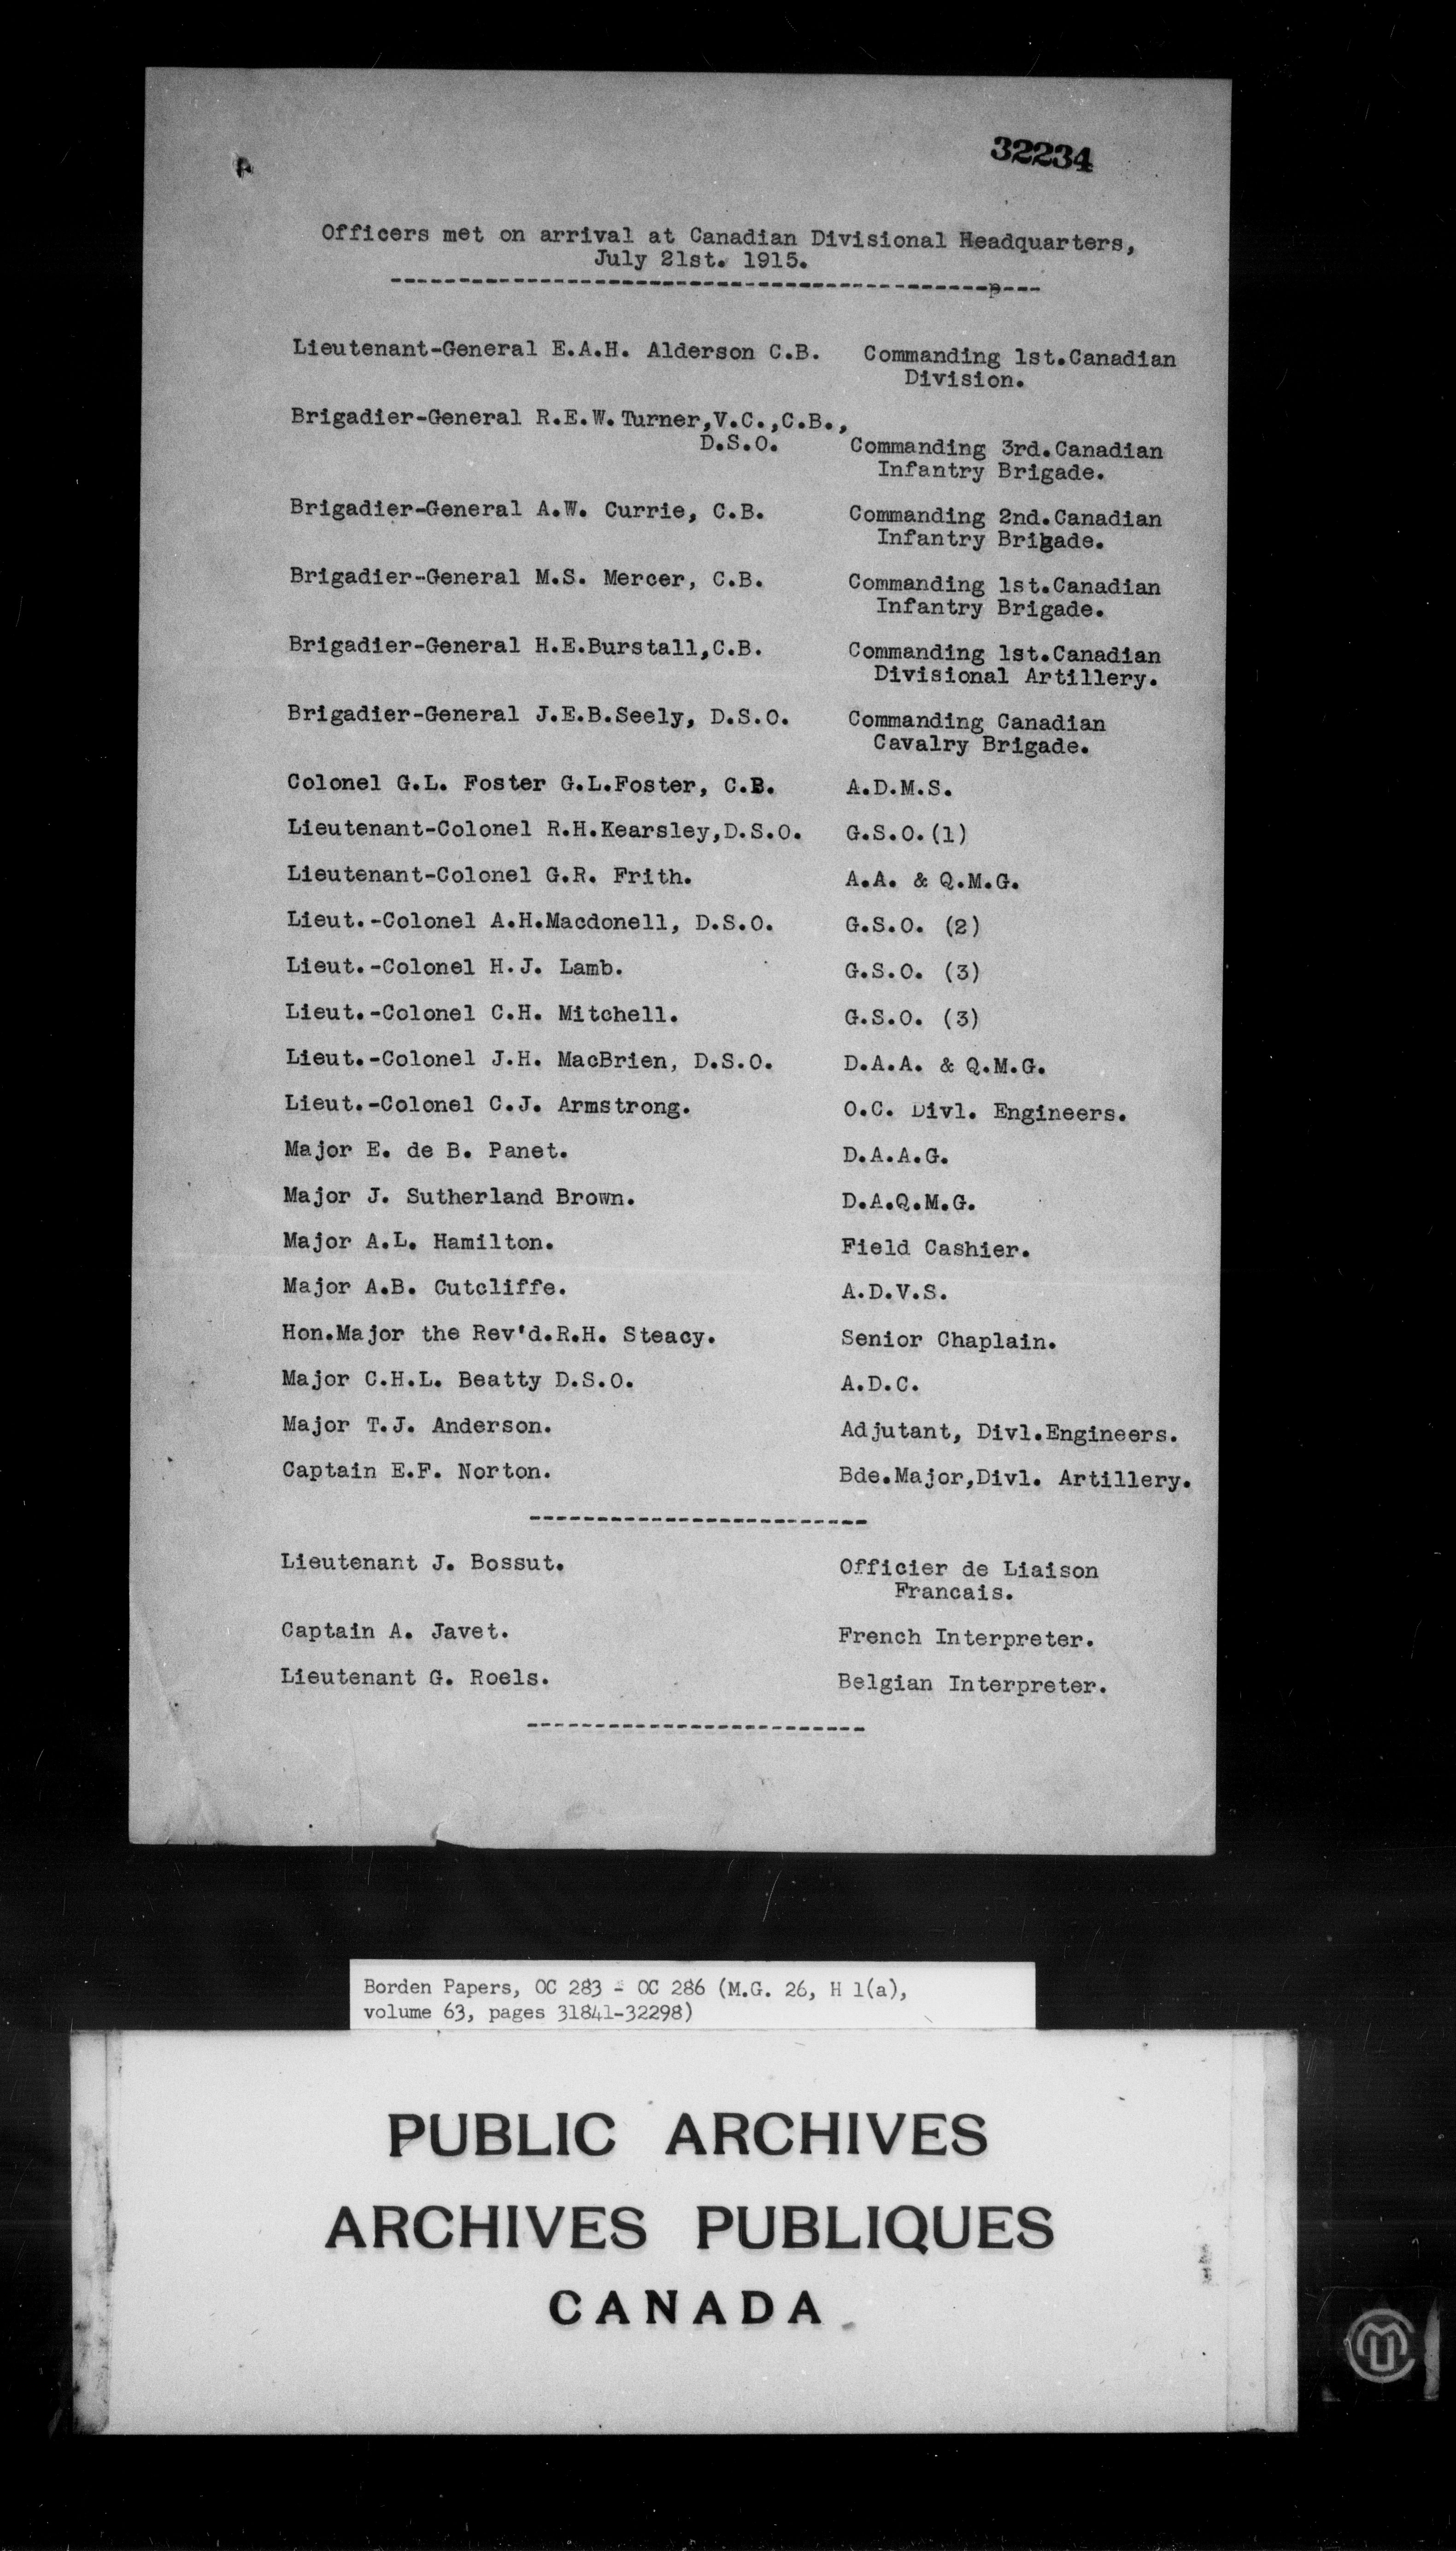 32234
Officers met on arrival at Canadian Divisional Headquarters,
July 21st. 1915.
Lieutenant-General E.A.H. Alderson C.B. Commanding 1st.Canadian
Division.
Brigadier-General R.E.W.Turner,V.C.,C.B.,
D.S.O. Commanding 3rd.Canadian
Infantry Brigade.
Brigadier-General A.W. Currie, C.B. Commanding 2nd.Canadian
Infantry Brigade.
Brigadier-General M.S. Mercer, C.B. Commanding 1st.Canadian
Infantry Brigade.
Brigadier-General H.E.Burstall,C.B. Commanding 1st.Canadian
Divisional Artillery.
Brigadier-General J.E.B.Seely, D.S.O. Commanding Canadian
Cavalry Brigade.
Colonel G.L. Foster G.L.Foster, C.B. A.D.M.S.
Lieutenant-Colonel R.H.Kearsley,D.S.O. G.S.O.(1)
Lieutenant-Colonel G.R. Frith. A.A. & Q.M.G.
Lieut.-Colonel A.H.Macdonell, D.S.O. G.S.O. (2)
Lieut.-Colonel H.J. Lamb. G.S.O. (3)
Lieut.-Colonel C.H. Mitchell. G.S.O. (3)
Lieut.-Colonel J.H. MacBrien, D.S.O. D.A.A. & Q.M.G.
Lieut.-Colonel C.J. Armstrong. O.C. Divl. Engineers.
Major E. de B. Panet. D.A.A.G.
Major J. Sutherland Brown. D.A.Q.M.G.
Major A.L. Hamilton. Field Cashier.
Major A.B. Cutcliffe. A.D.V.S.
Hon.Major the Rev'd.R.H. Steacy. Senior Chaplain.
Major C.H.L. Beatty D.S.O. A.D.C.
Major T.J. Anderson. Adjutant, Divl.Engineers.
Captain E.F. Norton. Bde.Major,Divl. Artillery.
Lieutenant J. Bossut. Officier de Liaison
Francais.
Captain A. Javet. French Interpreter.
Lieutenant G. Roels. Belgian Interpreter.
Borden Papers, OC 283 - OC 286 (M.G. 26, H 1(a),
volume 63, pages 31841-32298)
PUBLIC ARCHIVES
ARCHIVES PUBLIQUES
CANADA